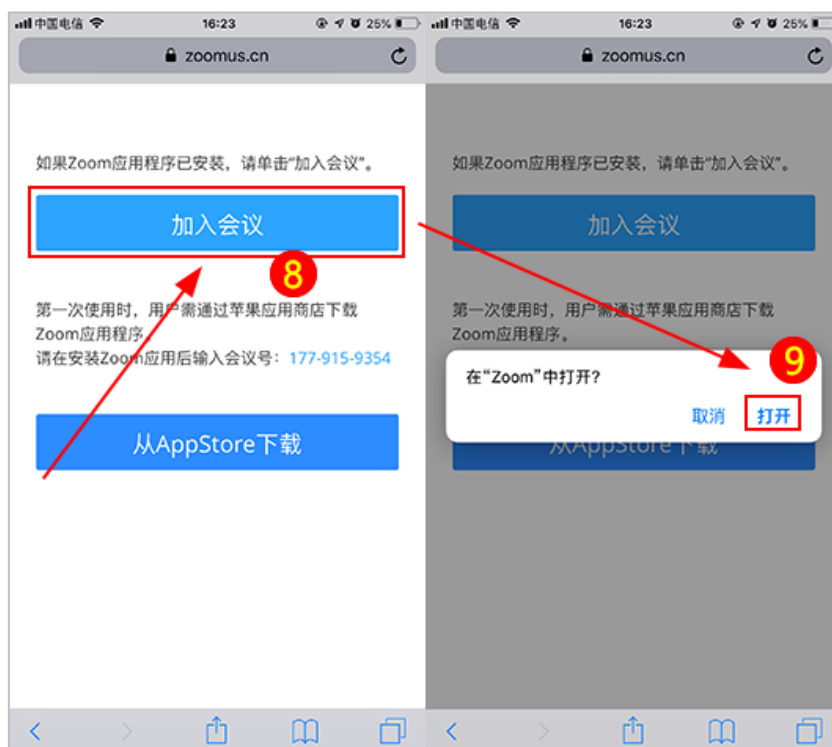 中国电信 16:23 25%
zoomus.cn
如果Zoom应用程序已安装，请单击“加入会议”。
加入会议
8
第一次使用时，用户需通过苹果应用商店下载
Zoom应用程序。
请在安装Zoom应用后输入会议号：177-915-9354
从AppStore下载
中国电信 16:23 25%
zoomus.cn
如果Zoom应用程序已安装，请单击“加入会议”。
加入会议
第一次使用时，用户需通过苹果应用商店下载
Zoom应用程序。
9
在“Zoom”中打开?
取消 打开
从AppStore下载